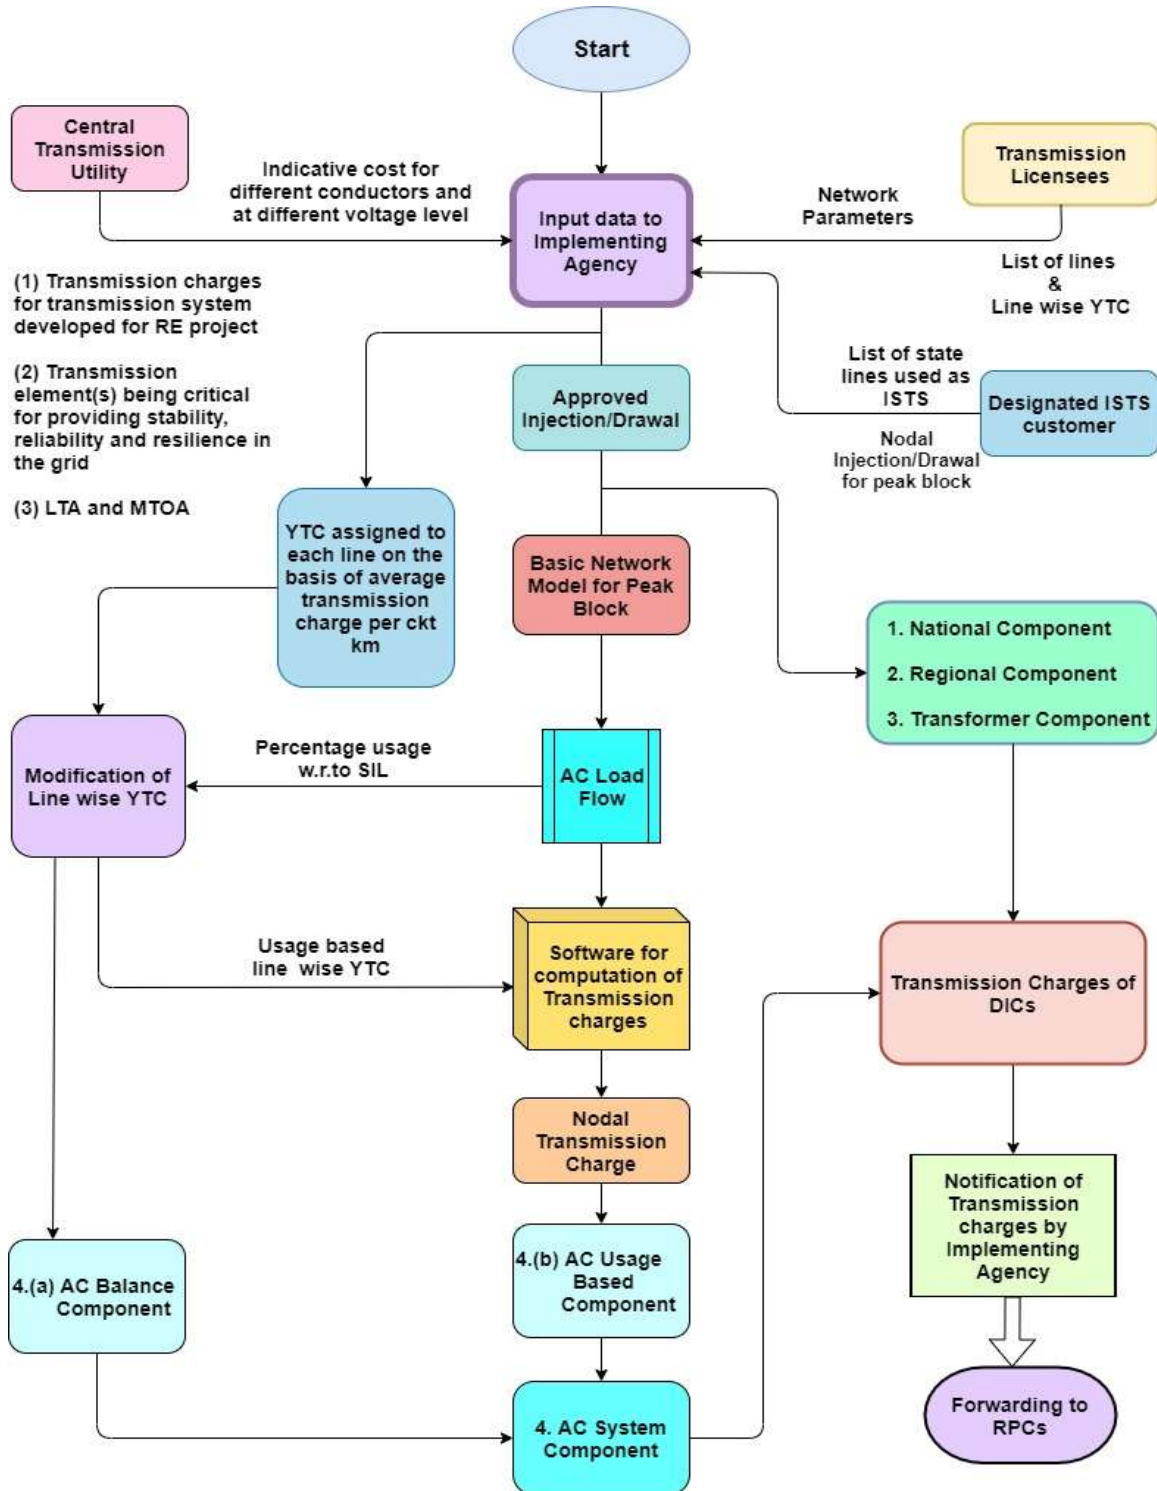 Start
Central
Transmission
Utility
Indicative cost for
different conductors and
at different voltage level
Input data to
Implementing
Agency
Network
Parameters
Transmission
Licensees
List of lines
&
Line wise YTC
(1) Transmission charges
for transmission system
developed for RE project
(2) Transmission
element(s) being critical
for providing stability,
reliability and resilience in
the grid
(3) LTA and MTOA
Approved
Injection/Drawal
List of state
lines used as
ISTS
Nodal
Injection/Drawal
for peak block
Designated ISTS
customer
YTC assigned to
each line on the
basis of average
transmission
charge per ckt
km
Basic Network
Model for Peak
Block
1. National Component
2. Regional Component
3. Transformer Component
Modification of
Line wise YTC
Percentage usage
w.r.to SIL
AC Load
Flow
Usage based
line wise YTC
Software for
computation of
Transmission
charges
Transmission Charges of
DICs
Nodal
Transmission
Charge
Notification of
Transmission
charges by
Implementing
Agency
4.(a) AC Balance
Component
4.(b) AC Usage
Based
Component
4. AC System
Component
Forwarding to
RPCs